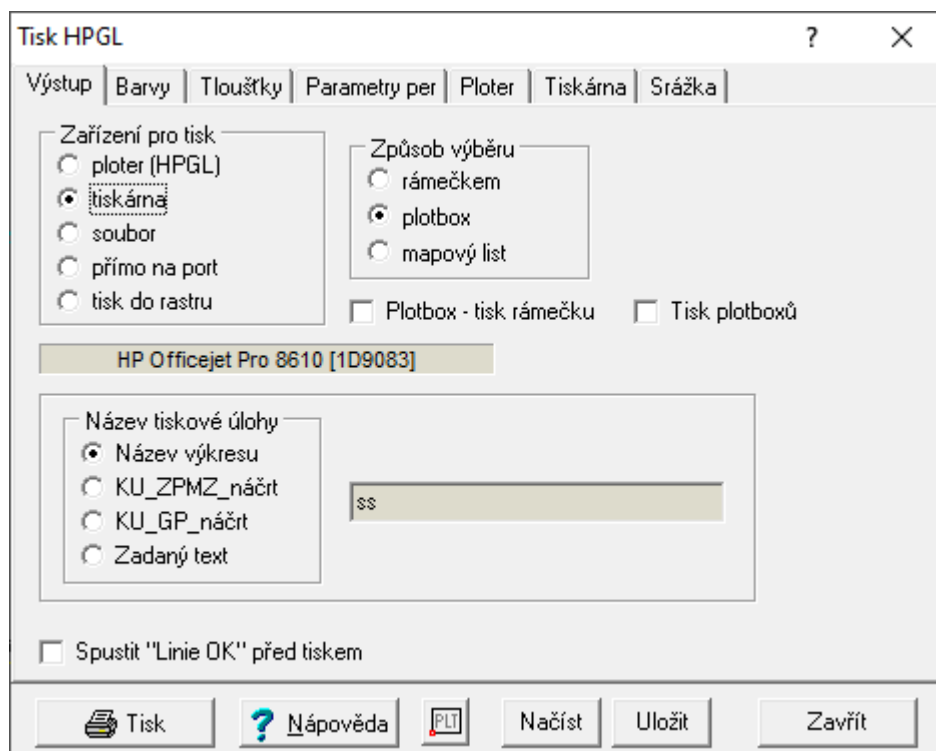 Tisk HPGL
Výstup Barvy Tloušťky Parametry per Ploter Tiskárna Srážka
Zařízení pro tisk
ploter (HPGL)
tiskárna
soubor
přímo na port
tisk do rastru
Způsob výběru
rámečkem
plotbox
mapový list
Plotbox - tisk rámečku
Tisk plotboxů
HP Officejet Pro 8610 [1D9083]
Název tiskové úlohy
Název výkresu
KU_ZPMZ_náčrt
KU_GP_náčrt
Zadaný text
ss
Spustit "Linie OK" před tiskem
Tisk Nápověda PLT Načíst Uložit Zavřít